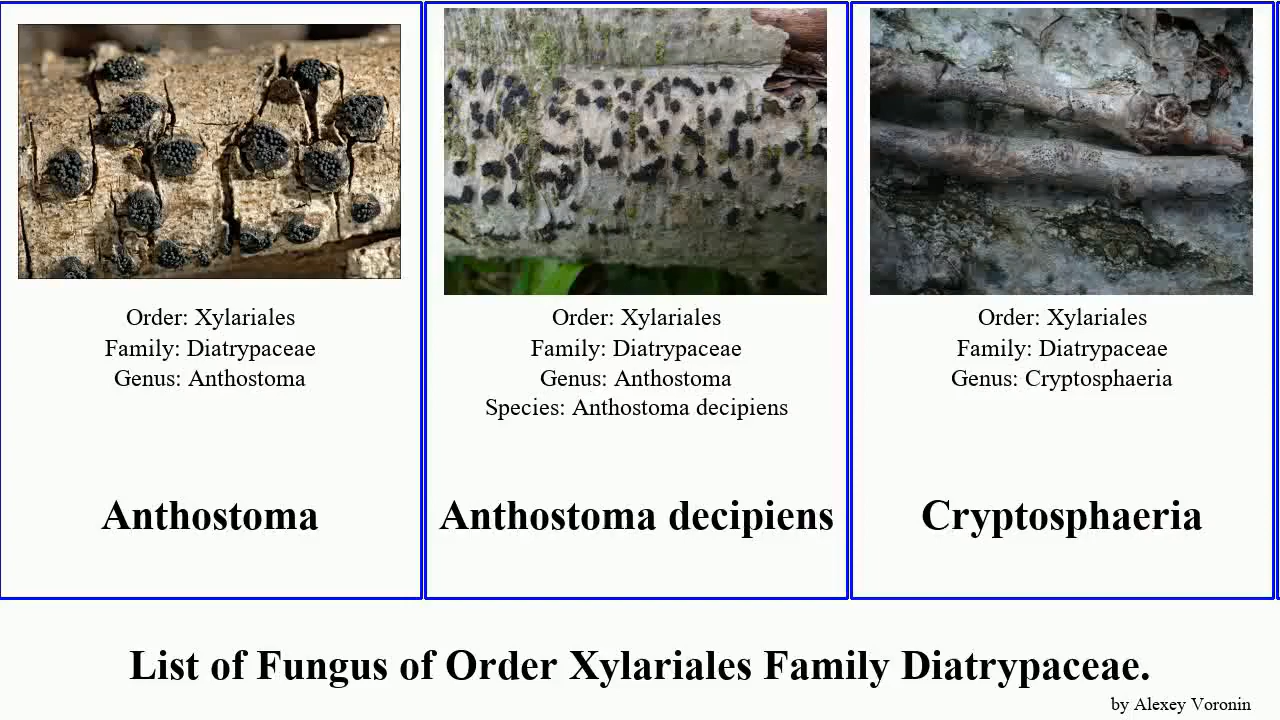 Order: Xylariales
Family: Diatrypaceae
Genus: Anthostoma
Anthostoma
Order: Xylariales
Family: Diatrypaceae
Genus: Anthostoma
Species: Anthostoma decipiens
Anthostoma decipiens
Order: Xylariales
Family: Diatrypaceae
Genus: Cryptosphaeria
Cryptosphaeria
List of Fungus of Order Xylariales Family Diatrypaceae.
by Alexey Voronin